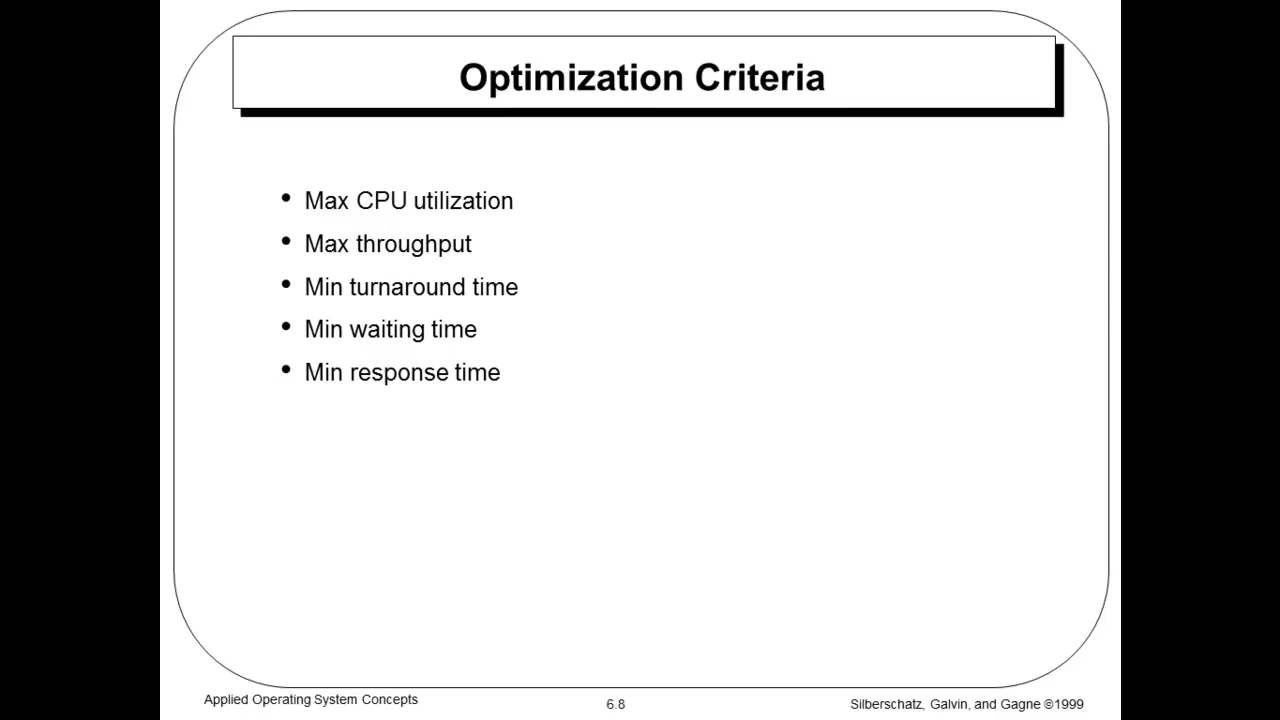 Optimization Criteria
• Max CPU utilization
• Max throughput
• Min turnaround time
• Min waiting time
• Min response time
Applied Operating System Concepts
6.8
Silberschatz, Galvin, and Gagne ©1999